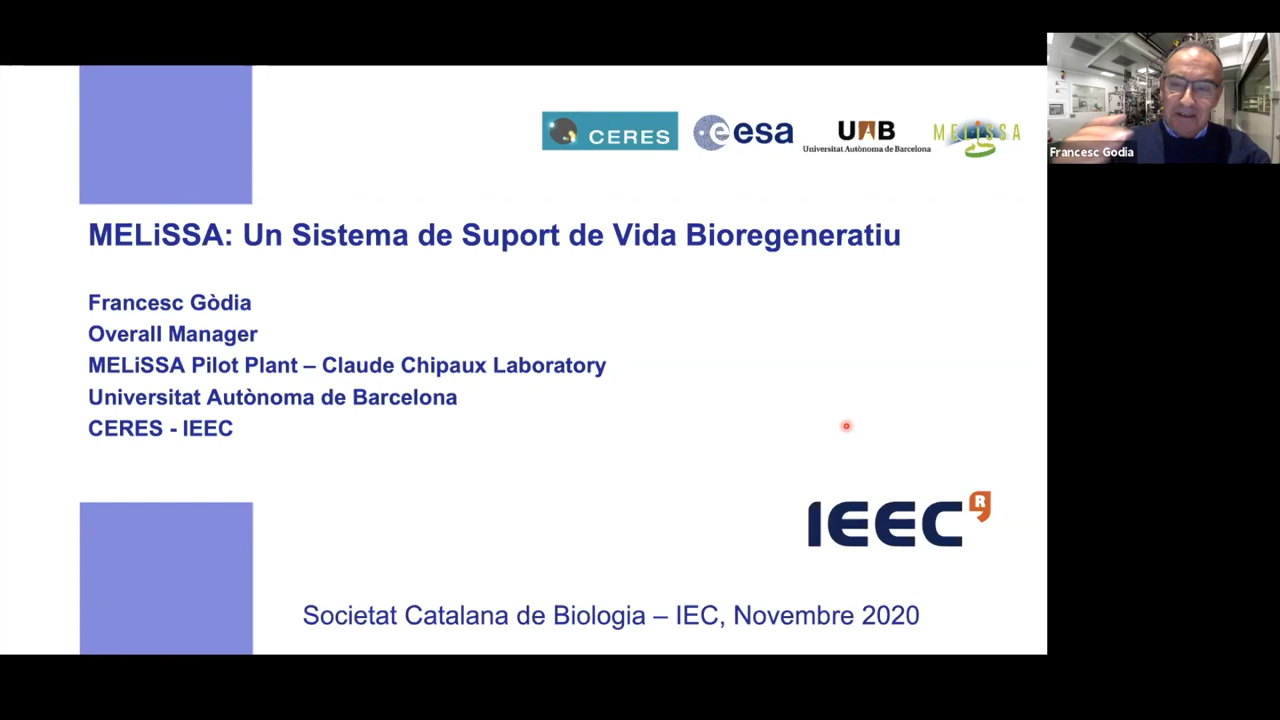 CERES
esa
UAB
Universitat Autònoma de Barcelona
MELiSSA
Francesc Godia
MELiSSA: Un Sistema de Suport de Vida Bioregeneratiu
Francesc Gòdia
Overall Manager
MELiSSA Pilot Plant – Claude Chipaux Laboratory
Universitat Autònoma de Barcelona
CERES - IEEC
IEEC R
Societat Catalana de Biologia – IEC, Novembre 2020